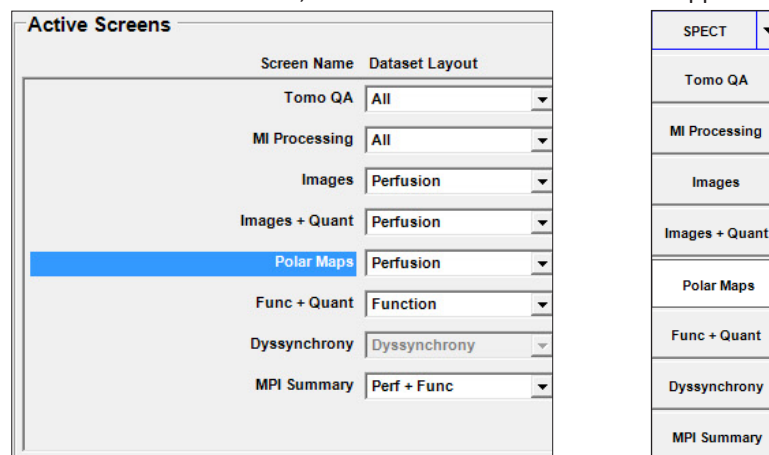 Active Screens
Screen Name Dataset Layout
Tomo QA All
MI Processing All
Images Perfusion
Images + Quant Perfusion
Polar Maps Perfusion
Func + Quant Function
Dyssynchrony Dyssynchrony
MPI Summary Perf + Func
SPECT
Tomo QA
MI Processing
Images
Images + Quant
Polar Maps
Func + Quant
Dyssynchrony
MPI Summary